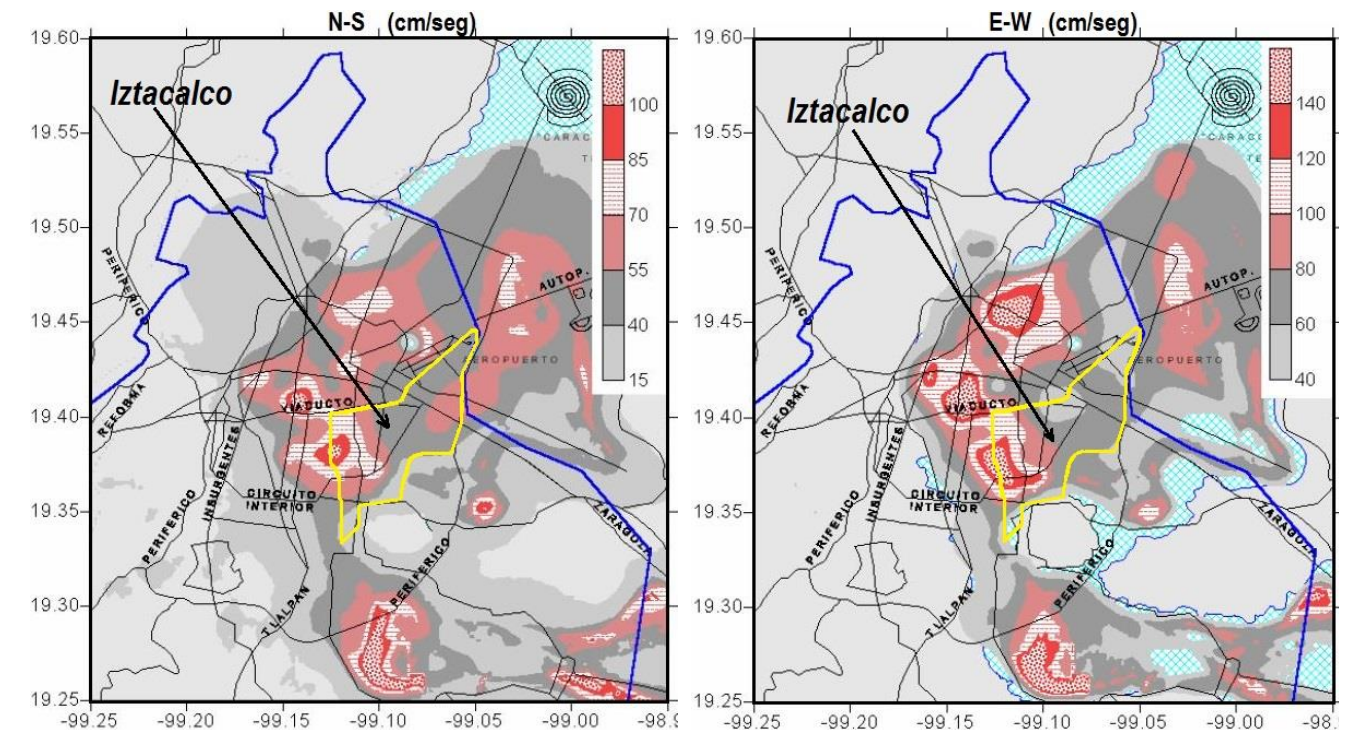 N-S (cm/seg)
19.60
19.55
19.50
19.45
19.40
19.35
19.30
19.25
-99.25
-99.20
-99.15
-99.10
-99.05
-99.00
Iztacalco
100
85
70
55
40
15
PERIFERICO
REFORMA
AUTOP.
AEROPUERTO
VIADUCTO
INSURGENTES
PERIFERICO
CIRCUITO
INTERIOR
ZARAGOZA
TLALPAN
PERIFERICO
E-W (cm/seg)
19.60
19.55
19.50
19.45
19.40
19.35
19.30
19.25
-99.25
-99.20
-99.15
-99.10
-99.05
-99.00
Iztacalco
140
120
100
80
60
40
PERIFERICO
REFORMA
AUTOP.
AEROPUERTO
VIADUCTO
INSURGENTES
PERIFERICO
CIRCUITO
INTERIOR
ZARAGOZA
TLALPAN
PERIFERICO